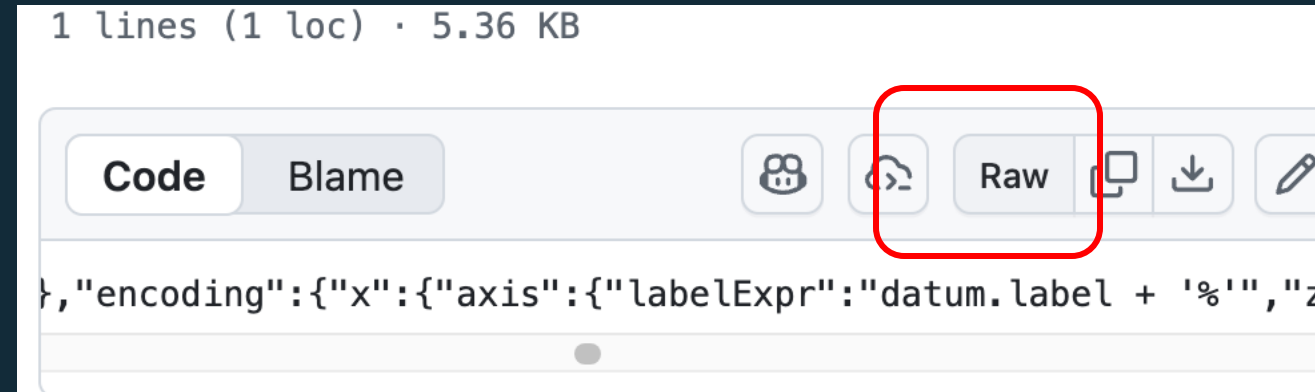 1 lines (1 loc) · 5.36 KB
Code Blame Raw
},"encoding":{"x":{"axis":{"labelExpr":"datum.label + '%'","z